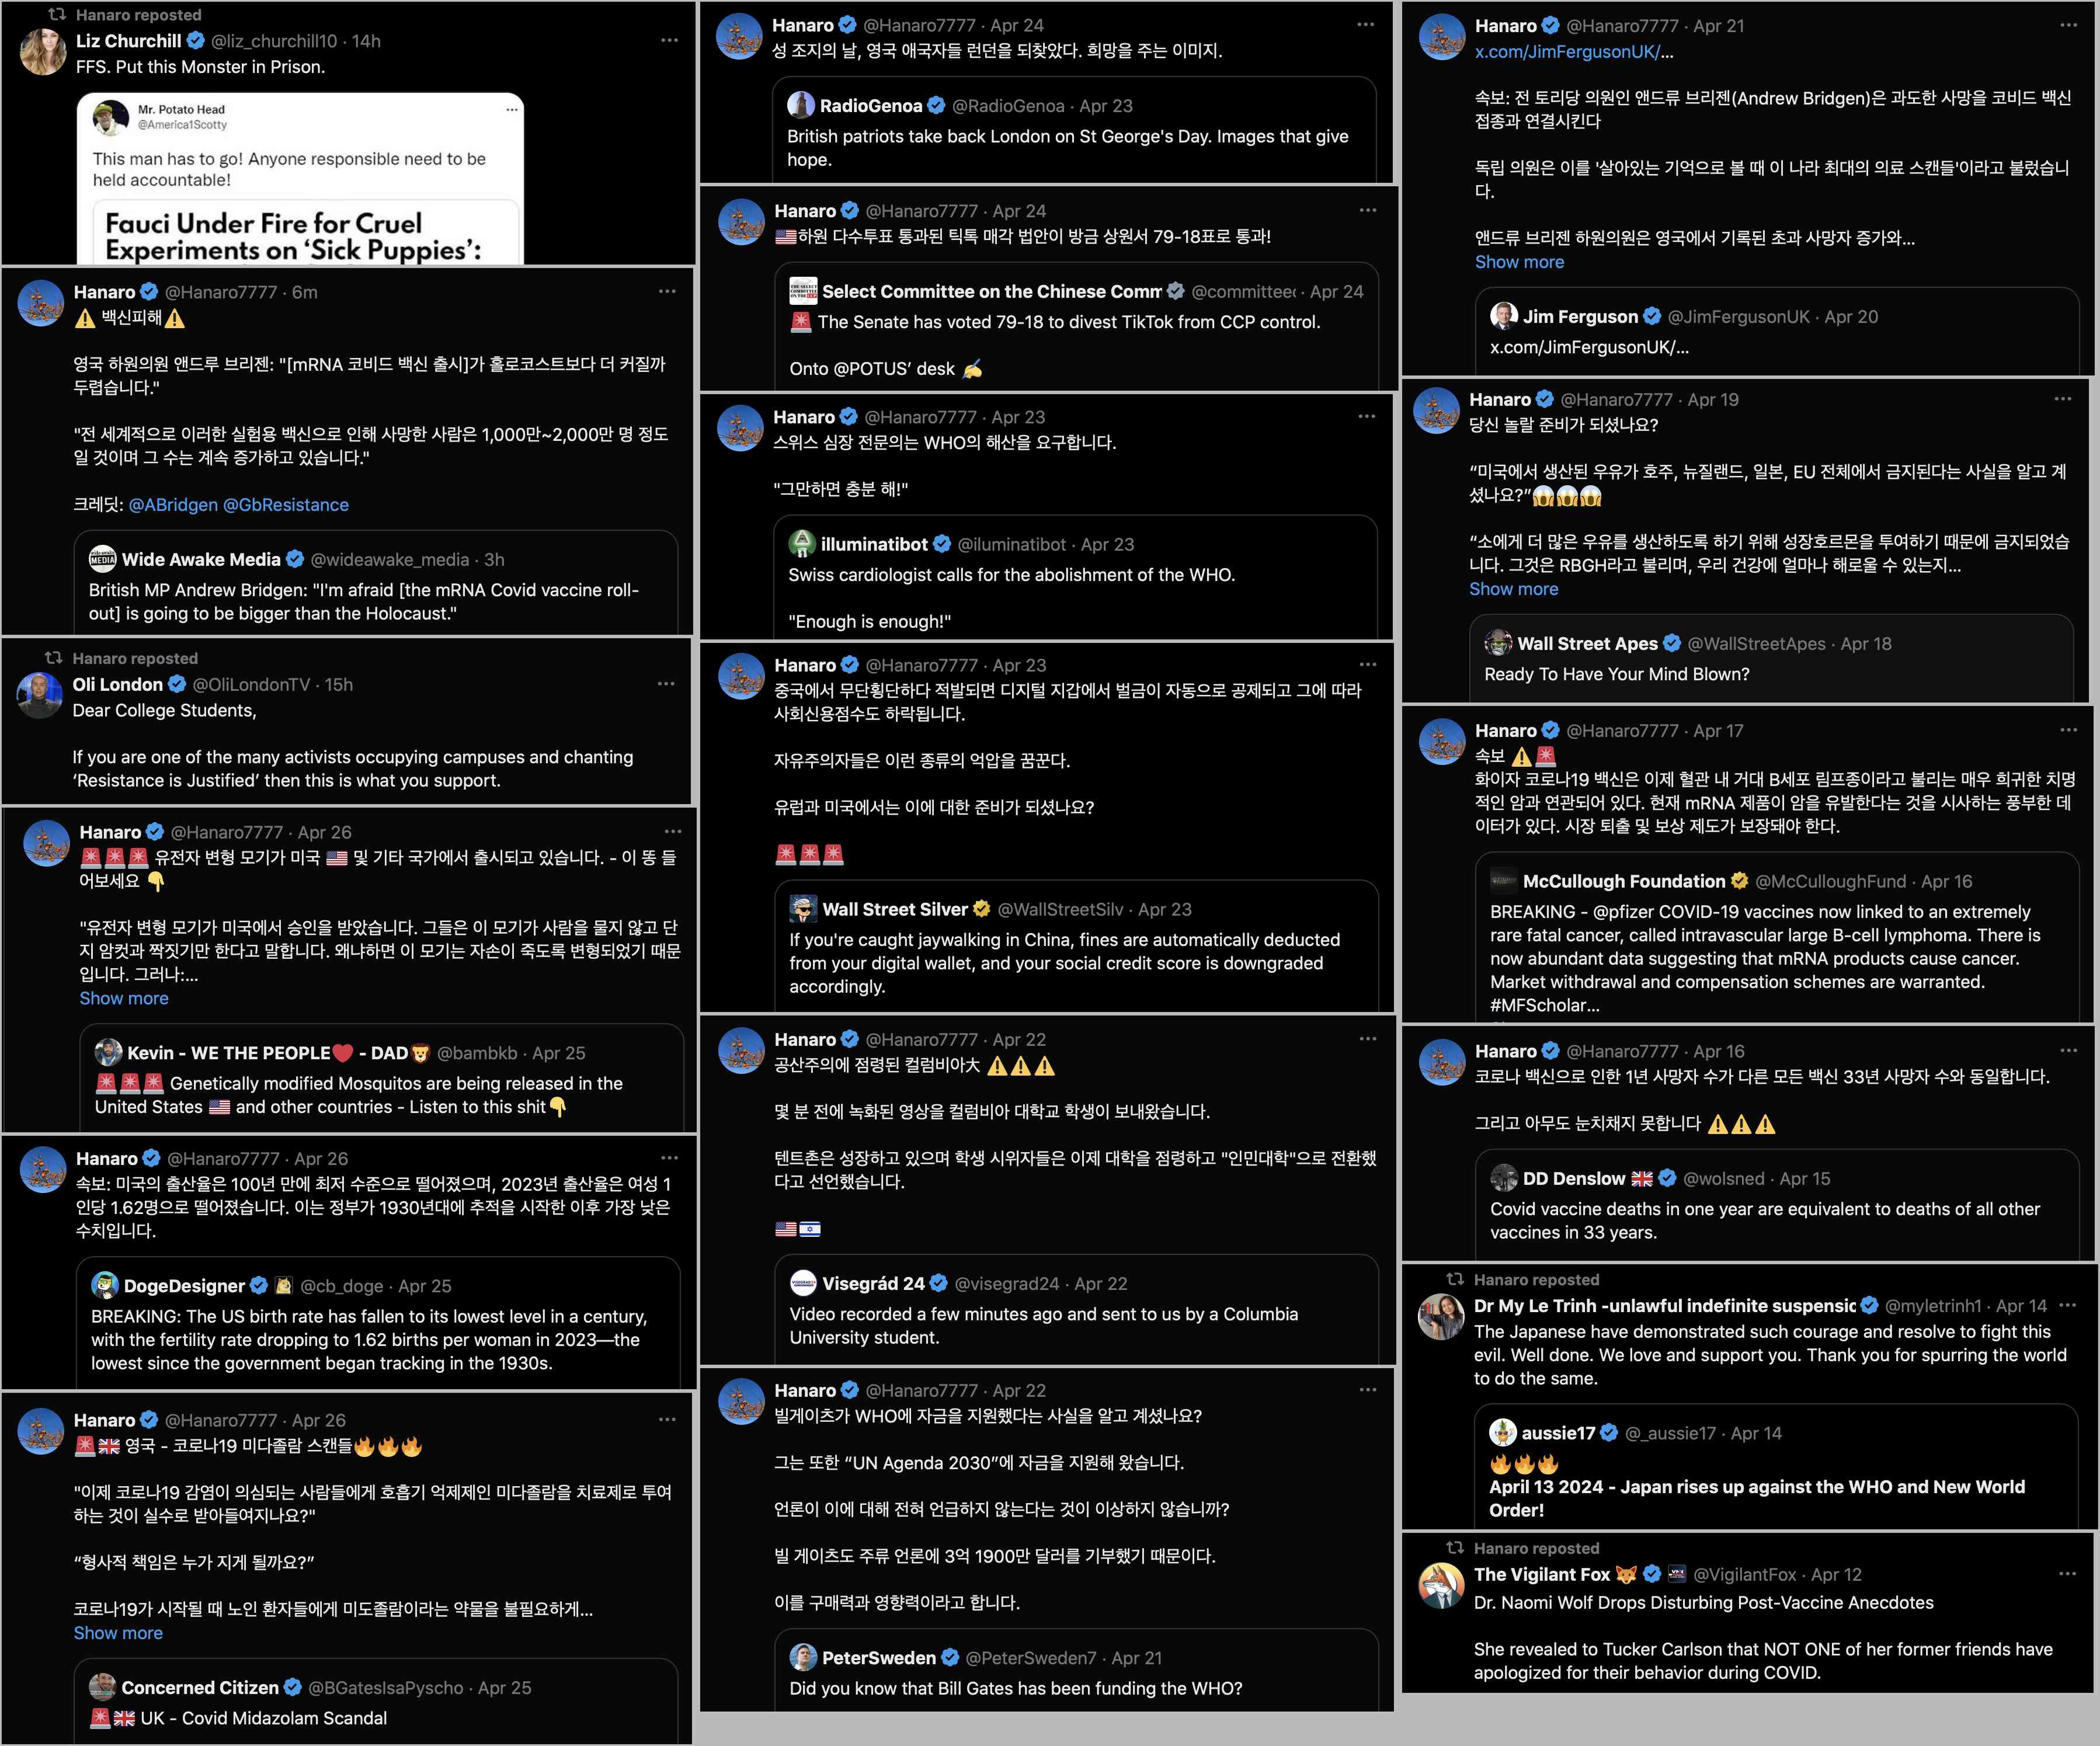 Hanaro reposted
Liz Churchill @liz_churchill10 · 14h
FFS. Put this Monster in Prison.
Mr. Potato Head
@America1Scotty
This man has to go! Anyone responsible need to be
held accountable!
Fauci Under Fire for Cruel
Experiments on ‘Sick Puppies’:
Hanaro @Hanaro7777 · 6m
⚠️ 백신피해⚠️
영국 하원의원 앤드루 브리젠: "[mRNA 코비드 백신 출시]가 홀로코스트보다 더 커질까
두렵습니다."
"전 세계적으로 이러한 실험용 백신으로 인해 사망한 사람은 1,000만~2,000만 명 정도
일 것이며 그 수는 계속 증가하고 있습니다."
크레딧: @ABridgen @GbResistance
Wide Awake Media @wideawake_media · 3h
British MP Andrew Bridgen: "I'm afraid [the mRNA Covid vaccine roll-
out] is going to be bigger than the Holocaust."
Hanaro reposted
Oli London @OliLondonTV · 15h
Dear College Students,
If you are one of the many activists occupying campuses and chanting
‘Resistance is Justified’ then this is what you support.
Hanaro @Hanaro7777 · Apr 26
🚨🚨🚨 유전자 변형 모기가 미국 🇺🇸 및 기타 국가에서 출시되고 있습니다. - 이 똥 들
어보세요 👇
"유전자 변형 모기가 미국에서 승인을 받았습니다. 그들은 이 모기가 사람을 물지 않고 단
지 암컷과 짝짓기만 한다고 말합니다. 왜냐하면 이 모기는 자손이 죽도록 변형되었기 때문
입니다. 그러나:...
Show more
Kevin - WE THE PEOPLE❤️ - DAD🦁 @bambkb · Apr 25
🚨🚨🚨 Genetically modified Mosquitos are being released in the
United States 🇺🇸 and other countries - Listen to this shit👇
Hanaro @Hanaro7777 · Apr 26
속보: 미국의 출산율은 100년 만에 최저 수준으로 떨어졌으며, 2023년 출산율은 여성 1
인당 1.62명으로 떨어졌습니다. 이는 정부가 1930년대에 추적을 시작한 이후 가장 낮은
수치입니다.
DogeDesigner @cb_doge · Apr 25
BREAKING: The US birth rate has fallen to its lowest level in a century,
with the fertility rate dropping to 1.62 births per woman in 2023—the
lowest since the government began tracking in the 1930s.
Hanaro @Hanaro7777 · Apr 26
🚨🇬🇧 영국 - 코로나19 미다졸람 스캔들🔥🔥🔥
"이제 코로나19 감염이 의심되는 사람들에게 호흡기 억제제인 미다졸람을 치료제로 투여
하는 것이 실수로 받아들여지나요?"
“형사적 책임은 누가 지게 될까요?”
코로나19가 시작될 때 노인 환자들에게 미도졸람이라는 약물을 불필요하게...
Show more
Concerned Citizen @BGatesIsaPyscho · Apr 25
🚨🇬🇧 UK - Covid Midazolam Scandal
Hanaro @Hanaro7777 · Apr 24
성 조지의 날, 영국 애국자들 런던을 되찾았다. 희망을 주는 이미지.
RadioGenoa @RadioGenoa · Apr 23
British patriots take back London on St George's Day. Images that give
hope.
Hanaro @Hanaro7777 · Apr 24
🇺🇸하원 다수투표 통과된 틱톡 매각 법안이 방금 상원서 79-18표로 통과!
Select Committee on the Chinese Comm @committee · Apr 24
🚨 The Senate has voted 79-18 to divest TikTok from CCP control.
Onto @POTUS’ desk ✍️
Hanaro @Hanaro7777 · Apr 23
스위스 심장 전문의는 WHO의 해산을 요구합니다.
"그만하면 충분 해!"
illuminatibot @iluminatibot · Apr 23
Swiss cardiologist calls for the abolishment of the WHO.
"Enough is enough!"
Hanaro @Hanaro7777 · Apr 23
중국에서 무단횡단하다 적발되면 디지털 지갑에서 벌금이 자동으로 공제되고 그에 따라
사회신용점수도 하락됩니다.
자유주의자들은 이런 종류의 억압을 꿈꾼다.
유럽과 미국에서는 이에 대한 준비가 되셨나요?
🚨🚨🚨
Wall Street Silver @WallStreetSilv · Apr 23
If you're caught jaywalking in China, fines are automatically deducted
from your digital wallet, and your social credit score is downgraded
accordingly.
Hanaro @Hanaro7777 · Apr 22
공산주의에 점령된 컬럼비아大 ⚠️⚠️⚠️
몇 분 전에 녹화된 영상을 컬럼비아 대학교 학생이 보내왔습니다.
텐트촌은 성장하고 있으며 학생 시위자들은 이제 대학을 점령하고 "인민대학"으로 전환했
다고 선언했습니다.
🇺🇸🇮🇱
Visegrád 24 @visegrad24 · Apr 22
Video recorded a few minutes ago and sent to us by a Columbia
University student.
Hanaro @Hanaro7777 · Apr 22
빌게이츠가 WHO에 자금을 지원했다는 사실을 알고 계셨나요?
그는 또한 “UN Agenda 2030”에 자금을 지원해 왔습니다.
언론이 이에 대해 전혀 언급하지 않는다는 것이 이상하지 않습니까?
빌 게이츠도 주류 언론에 3억 1900만 달러를 기부했기 때문이다.
이를 구매력과 영향력이라고 합니다.
PeterSweden @PeterSweden7 · Apr 21
Did you know that Bill Gates has been funding the WHO?
Hanaro @Hanaro7777 · Apr 21
x.com/JimFergusonUK/...
속보: 전 토리당 의원인 앤드류 브리젠(Andrew Bridgen)은 과도한 사망을 코비드 백신
접종과 연결시킨다
독립 의원은 이를 '살아있는 기억으로 볼 때 이 나라 최대의 의료 스캔들'이라고 불렀습니
다.
앤드류 브리젠 하원의원은 영국에서 기록된 초과 사망자 증가와...
Show more
Jim Ferguson @JimFergusonUK · Apr 20
x.com/JimFergusonUK/...
Hanaro @Hanaro7777 · Apr 19
당신 놀랄 준비가 되셨나요?
“미국에서 생산된 우유가 호주, 뉴질랜드, 일본, EU 전체에서 금지된다는 사실을 알고 계
셨나요?”😱😱😱
“소에게 더 많은 우유를 생산하도록 하기 위해 성장호르몬을 투여하기 때문에 금지되었습
니다. 그것은 RBGH라고 불리며, 우리 건강에 얼마나 해로울 수 있는지...
Show more
Wall Street Apes @WallStreetApes · Apr 18
Ready To Have Your Mind Blown?
Hanaro @Hanaro7777 · Apr 17
속보 ⚠️🚨
화이자 코로나19 백신은 이제 혈관 내 거대 B세포 림프종이라고 불리는 매우 희귀한 치명
적인 암과 연관되어 있다. 현재 mRNA 제품이 암을 유발한다는 것을 시사하는 풍부한 데
이터가 있다. 시장 퇴출 및 보상 제도가 보장돼야 한다.
McCullough Foundation @McCulloughFund · Apr 16
BREAKING - @pfizer COVID-19 vaccines now linked to an extremely
rare fatal cancer, called intravascular large B-cell lymphoma. There is
now abundant data suggesting that mRNA products cause cancer.
Market withdrawal and compensation schemes are warranted.
#MFScholar...
Hanaro @Hanaro7777 · Apr 16
코로나 백신으로 인한 1년 사망자 수가 다른 모든 백신 33년 사망자 수와 동일합니다.
그리고 아무도 눈치채지 못합니다 ⚠️⚠️⚠️
DD Denslow 🇬🇧 @wolsned · Apr 15
Covid vaccine deaths in one year are equivalent to deaths of all other
vaccines in 33 years.
Hanaro reposted
Dr My Le Trinh -unlawful indefinite suspensic @myletrinh1 · Apr 14
The Japanese have demonstrated such courage and resolve to fight this
evil. Well done. We love and support you. Thank you for spurring the world
to do the same.
aussie17 @_aussie17 · Apr 14
🔥🔥🔥
April 13 2024 - Japan rises up against the WHO and New World
Order!
Hanaro reposted
The Vigilant Fox 🦊 @VigilantFox · Apr 12
Dr. Naomi Wolf Drops Disturbing Post-Vaccine Anecdotes
She revealed to Tucker Carlson that NOT ONE of her former friends have
apologized for their behavior during COVID.